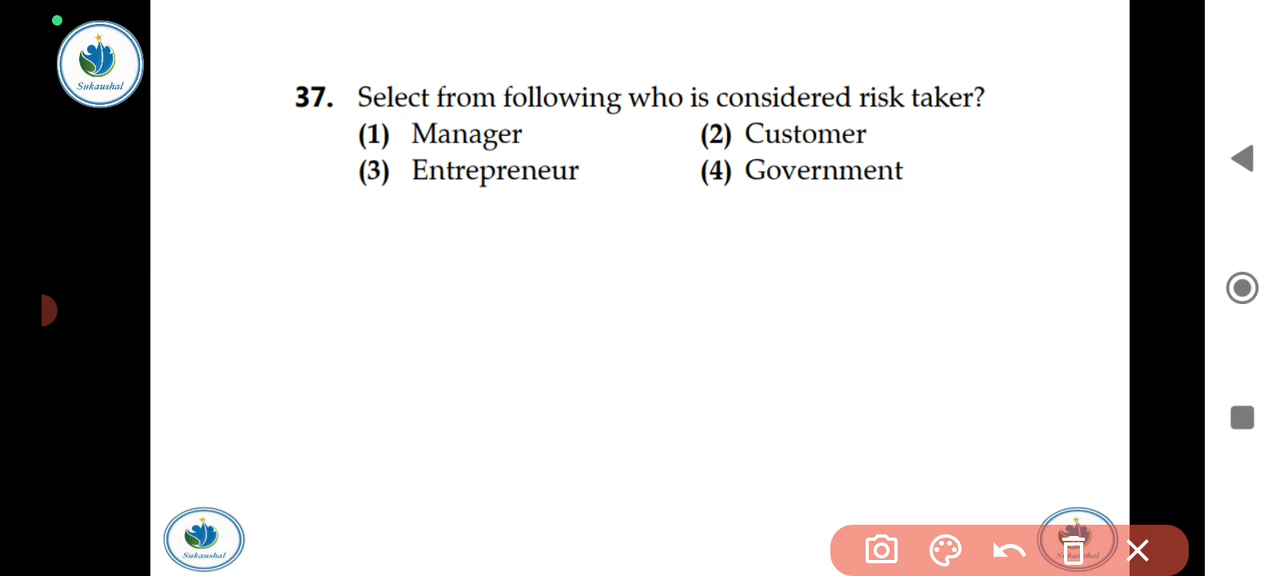 Sukaushal
37. Select from following who is considered risk taker?
(1) Manager (2) Customer
(3) Entrepreneur (4) Government
Sukaushal